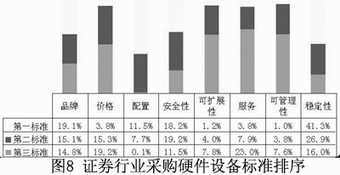 品牌 价格 配置 安全性 可扩展性 服务 可管理性 稳定性
第一标准 19.1% 3.8% 11.5% 18.2% 1.2% 3.8% 1.0% 41.3%
第二标准 15.1% 15.3% 7.7% 19.2% 4.0% 7.9% 3.8% 26.9%
第三标准 14.8% 19.2% 0.1% 11.5% 7.8% 23.0% 7.6% 16.0%
图8 证券行业采购硬件设备标准排序